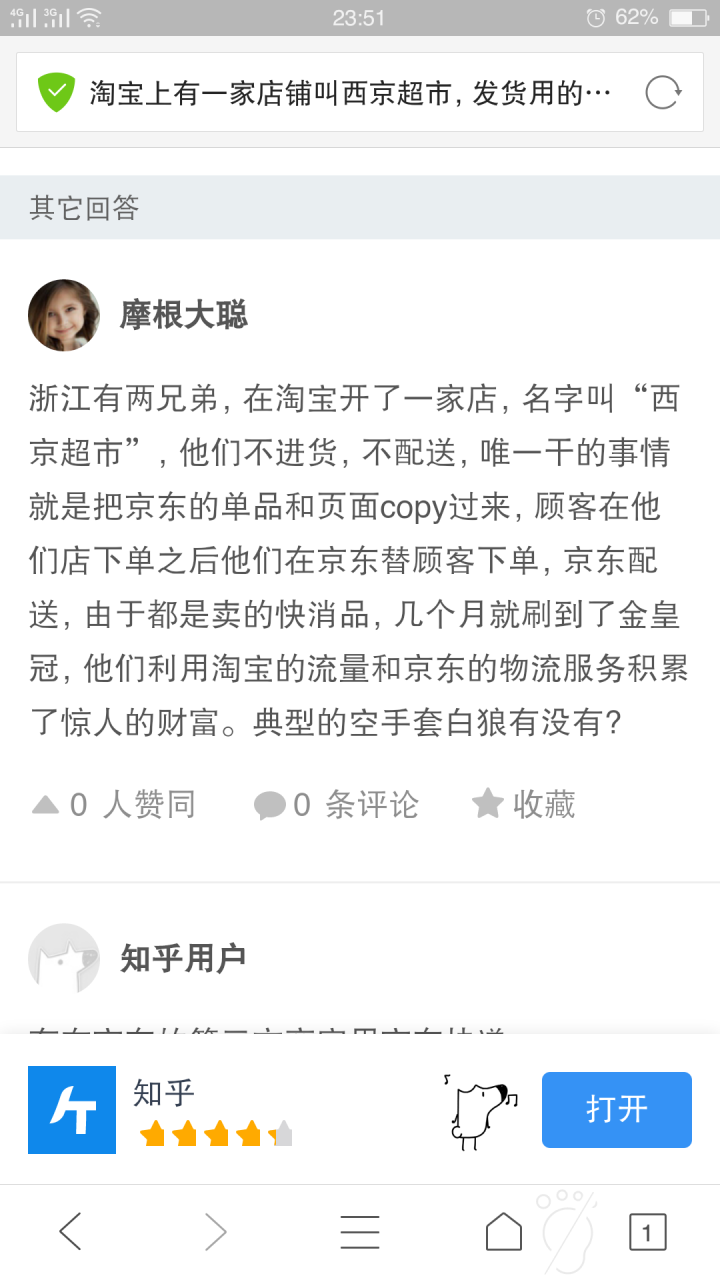 4G 3G 23:51 62%
淘宝上有一家店铺叫西京超市, 发货用的…
其它回答
摩根大聪
浙江有两兄弟, 在淘宝开了一家店, 名字叫“西
京超市”, 他们不进货, 不配送, 唯一干的事情
就是把京东的单品和页面copy过来, 顾客在他
们店下单之后他们在京东替顾客下单, 京东配
送, 由于都是卖的快消品, 几个月就刷到了金皇
冠, 他们利用淘宝的流量和京东的物流服务积累
了惊人的财富。典型的空手套白狼有没有?
0 人赞同 0 条评论 收藏
知乎用户
知乎
打开
1